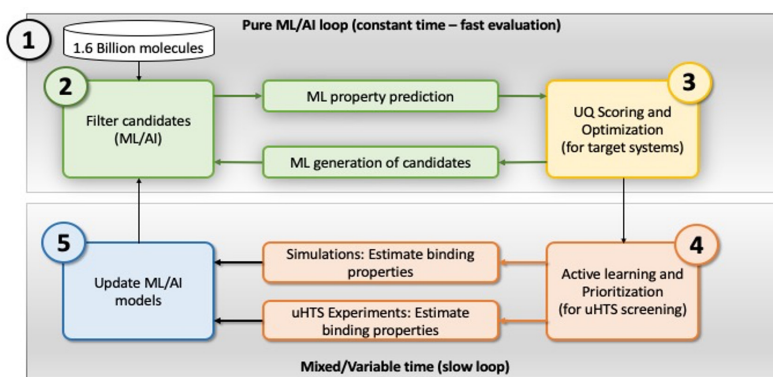 Pure ML/AI loop (constant time – fast evaluation)
1
1.6 Billion molecules
2
Filter candidates
(ML/AI)
ML property prediction
ML generation of candidates
3
UQ Scoring and
Optimization
(for target systems)
5
Update ML/AI
models
Simulations: Estimate binding
properties
uHTS Experiments: Estimate
binding properties
4
Active learning and
Prioritization
(for uHTS screening)
Mixed/Variable time (slow loop)